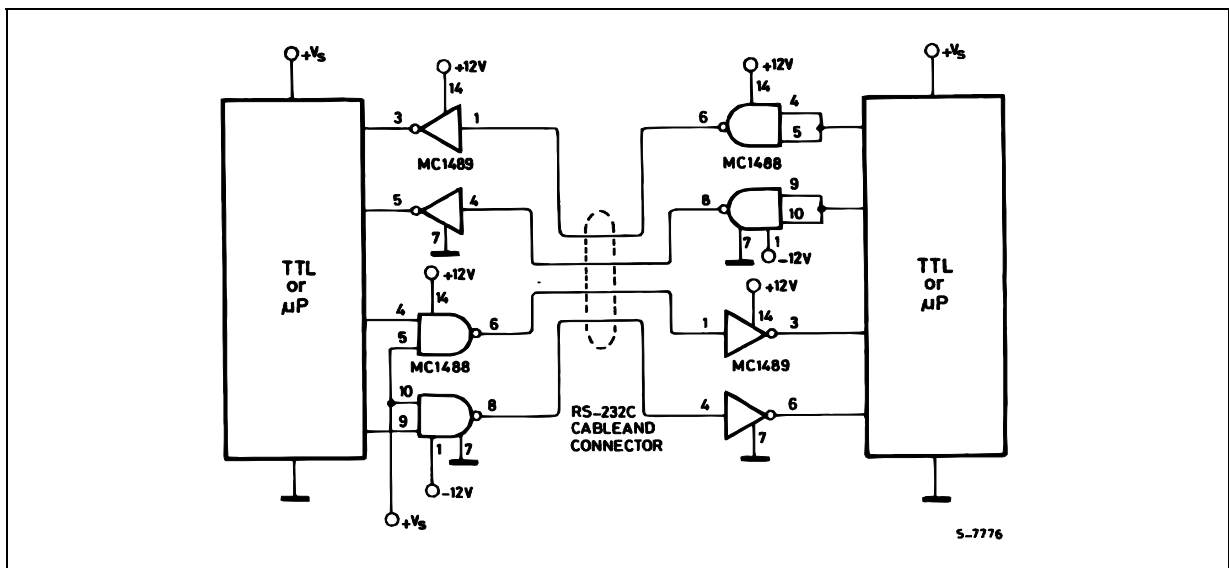 +Vs
+12V
14
3
1
MC1489
5
4
7
+12V
14
4
6
5
MC1488
10
8
9
1
7
-12V
+Vs
TTL
or
µP
RS-232C
CABLEAND
CONNECTOR
+12V
14
6
4
5
MC1488
8
9
10
7
1
-12V
+12V
14
1
3
MC1489
4
6
7
+Vs
TTL
or
µP
S-7776